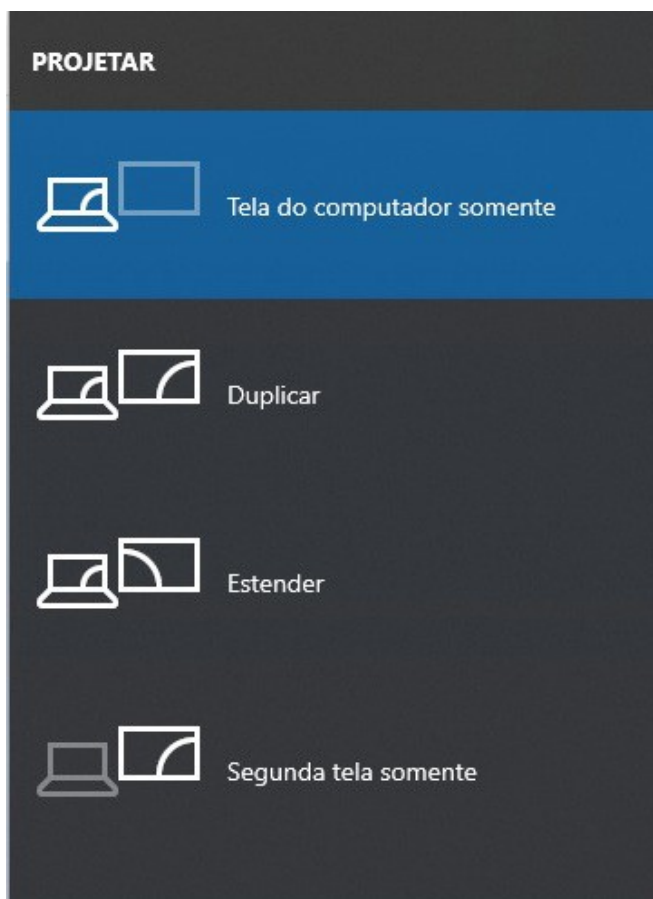 PROJETAR
Tela do computador somente
Duplicar
Estender
Segunda tela somente